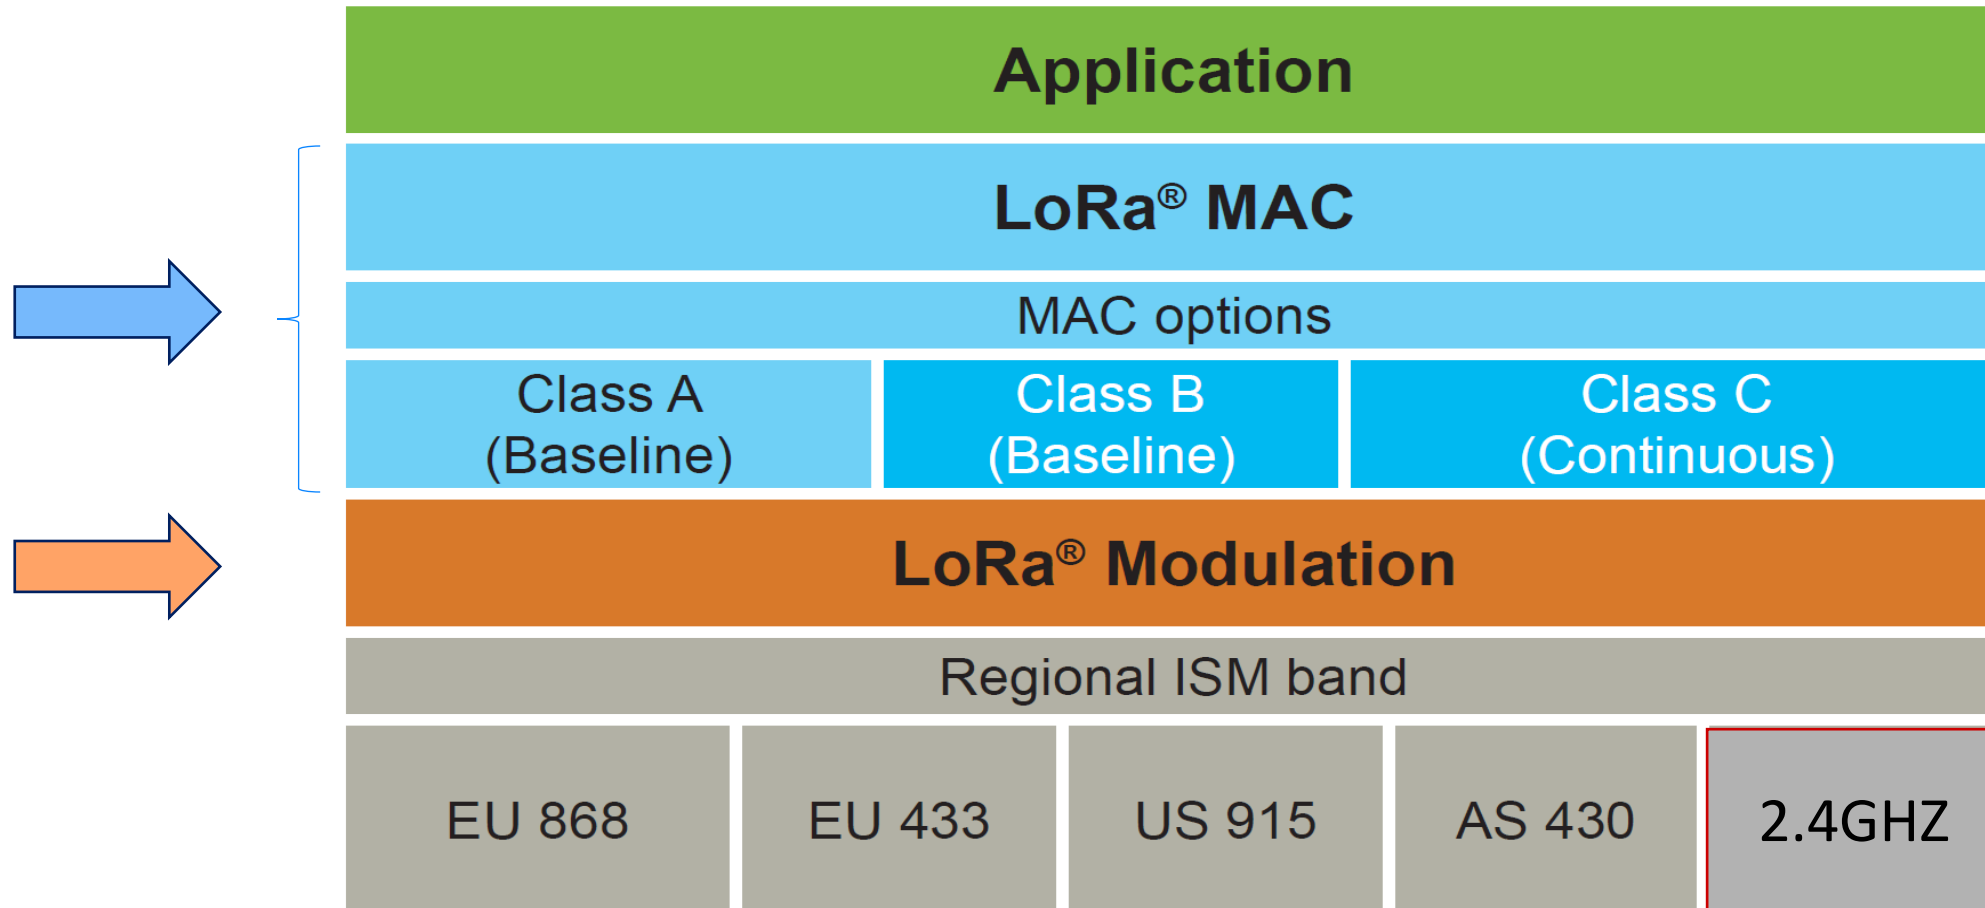 Application
LoRa® MAC
MAC options
Class A
(Baseline)
Class B
(Baseline)
Class C
(Continuous)
LoRa® Modulation
Regional ISM band
EU 868
EU 433
US 915
AS 430
2.4GHZ